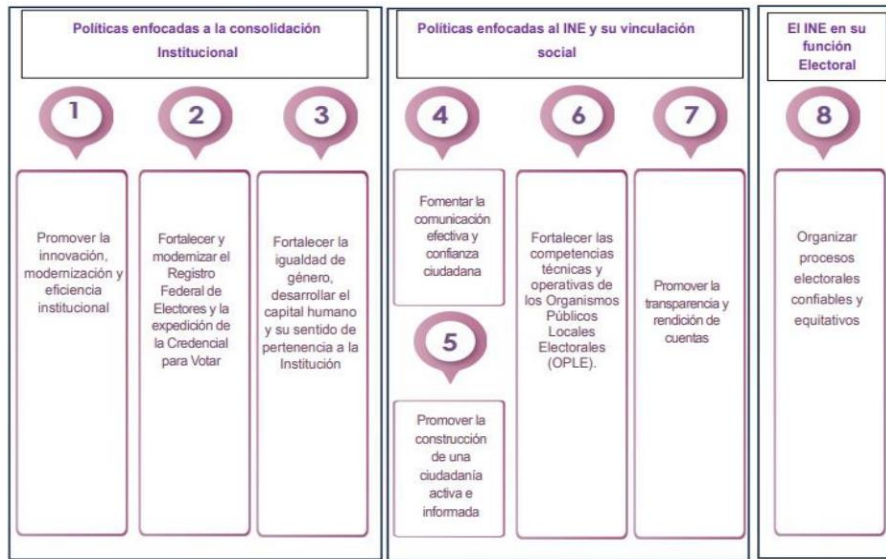 Políticas enfocadas a la consolidación
Institucional
1
Promover la
innovación,
modernización y
eficiencia
institucional
2
Fortalecer y
modernizar el
Registro
Federal de
Electores y la
expedición de
la Credencial
para Votar
3
Fortalecer la
igualdad de
género,
desarrollar el
capital humano
y su sentido de
pertenencia a la
Institución
Políticas enfocadas al INE y su vinculación
social
4
Fomentar la
comunicación
efectiva y
confianza
ciudadana
5
Promover la
construcción
de una
ciudadanía
activa e
informada
6
Fortalecer las
competencias
técnicas y
operativas de
los Organismos
Públicos
Locales
Electorales
(OPLE).
7
Promover la
transparencia y
rendición de
cuentas
El INE en su
función
Electoral
8
Organizar
procesos
electorales
confiables y
equitativos